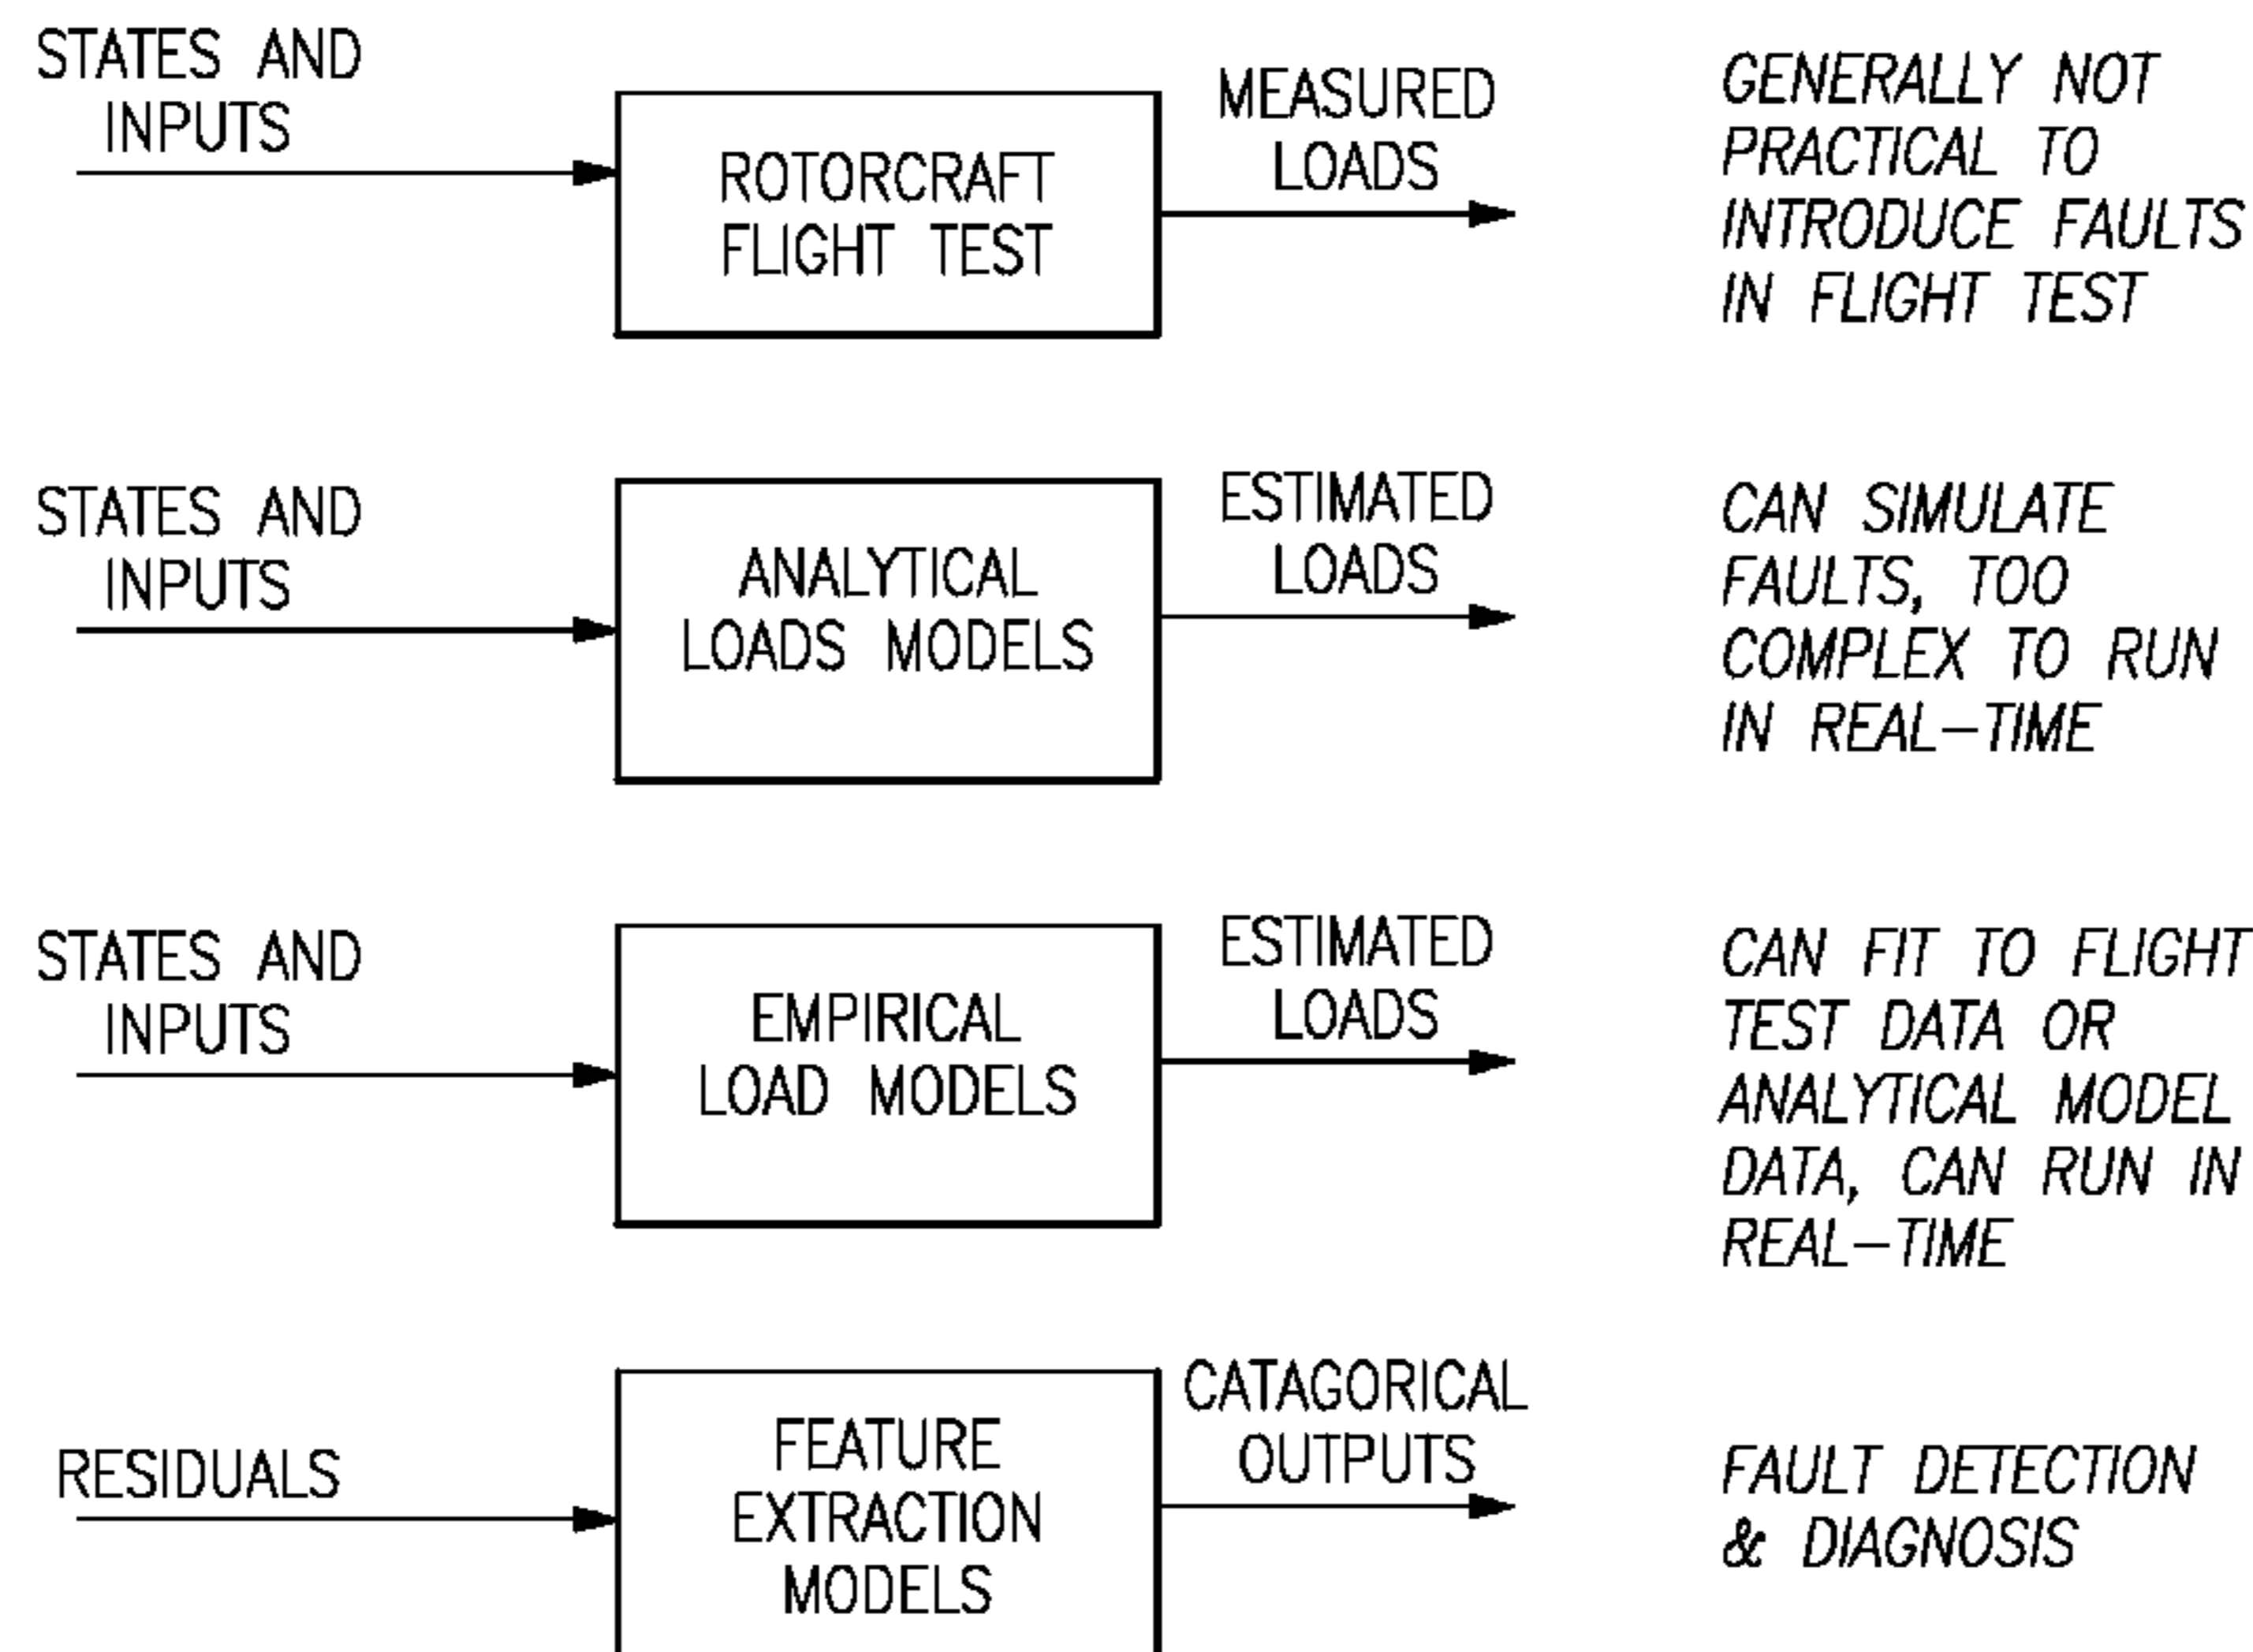 STATES AND
INPUTS
ROTORCRAFT
FLIGHT TEST
MEASURED
LOADS
GENERALLY NOT
PRACTICAL TO
INTRODUCE FAULTS
IN FLIGHT TEST
STATES AND
INPUTS
ANALYTICAL
LOADS MODELS
ESTIMATED
LOADS
CAN SIMULATE
FAULTS, TOO
COMPLEX TO RUN
IN REAL-TIME
STATES AND
INPUTS
EMPIRICAL
LOAD MODELS
ESTIMATED
LOADS
CAN FIT TO FLIGHT
TEST DATA OR
ANALYTICAL MODEL
DATA, CAN RUN IN
REAL-TIME
RESIDUALS
FEATURE
EXTRACTION
MODELS
CATAGORICAL
OUTPUTS
FAULT DETECTION
& DIAGNOSIS